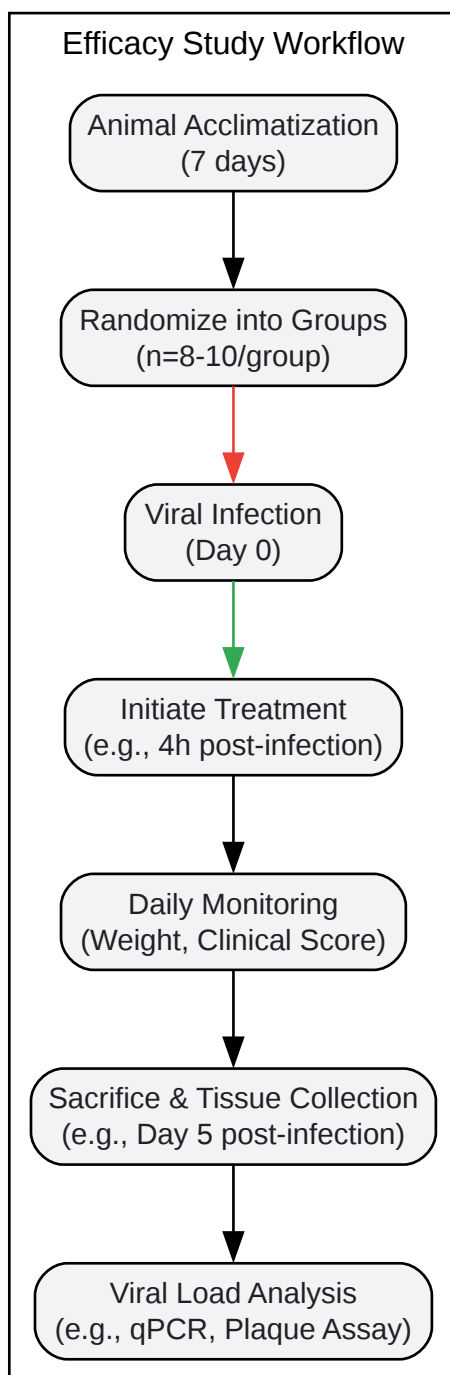 Efficacy Study Workflow
Animal Acclimatization
(7 days)
Randomize into Groups
(n=8-10/group)
Viral Infection
(Day 0)
Initiate Treatment
(e.g., 4h post-infection)
Daily Monitoring
(Weight, Clinical Score)
Sacrifice & Tissue Collection
(e.g., Day 5 post-infection)
Viral Load Analysis
(e.g., qPCR, Plaque Assay)